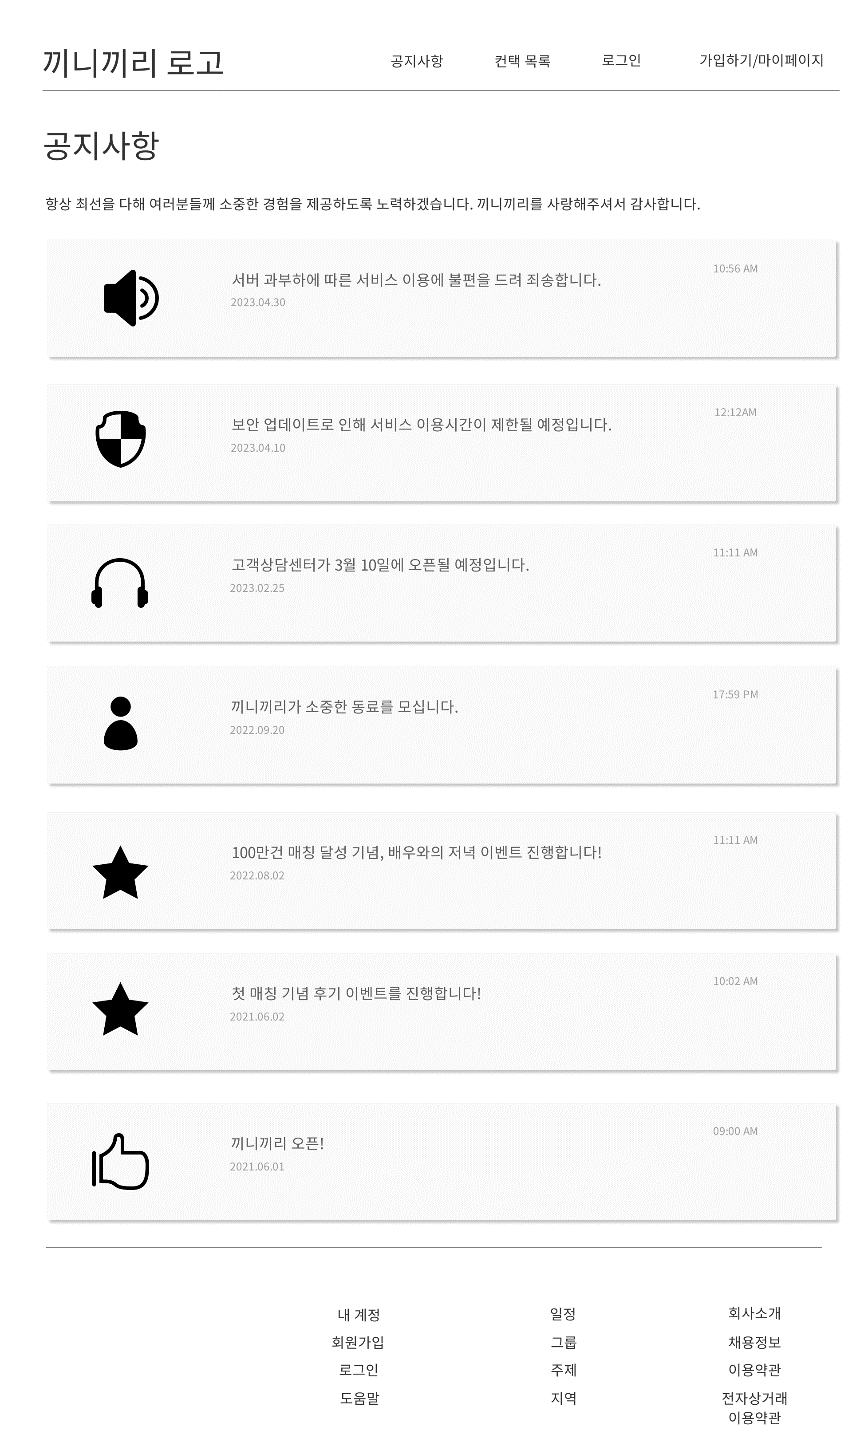 끼니끼리 로고
공지사항 컨택 목록 로그인 가입하기/마이페이지
공지사항
항상 최선을 다해 여러분들께 소중한 경험을 제공하도록 노력하겠습니다. 끼니끼리를 사랑해주셔서 감사합니다.
서버 과부하에 따른 서비스 이용에 불편을 드려 죄송합니다.
10:56 AM
2023.04.30
보안 업데이트로 인해 서비스 이용시간이 제한될 예정입니다.
12:12AM
2023.04.10
고객상담센터가 3월 10일에 오픈될 예정입니다.
11:11 AM
2023.02.25
끼니끼리가 소중한 동료를 모십니다.
17:59 PM
2022.09.20
100만건 매칭 달성 기념, 배우와의 저녁 이벤트 진행합니다!
11:11 AM
2022.08.02
첫 매칭 기념 후기 이벤트를 진행합니다!
10:02 AM
2021.06.02
끼니끼리 오픈!
09:00 AM
2021.06.01
내 계정
회원가입
로그인
도움말
일정
그룹
주제
지역
회사소개
채용정보
이용약관
전자상거래
이용약관